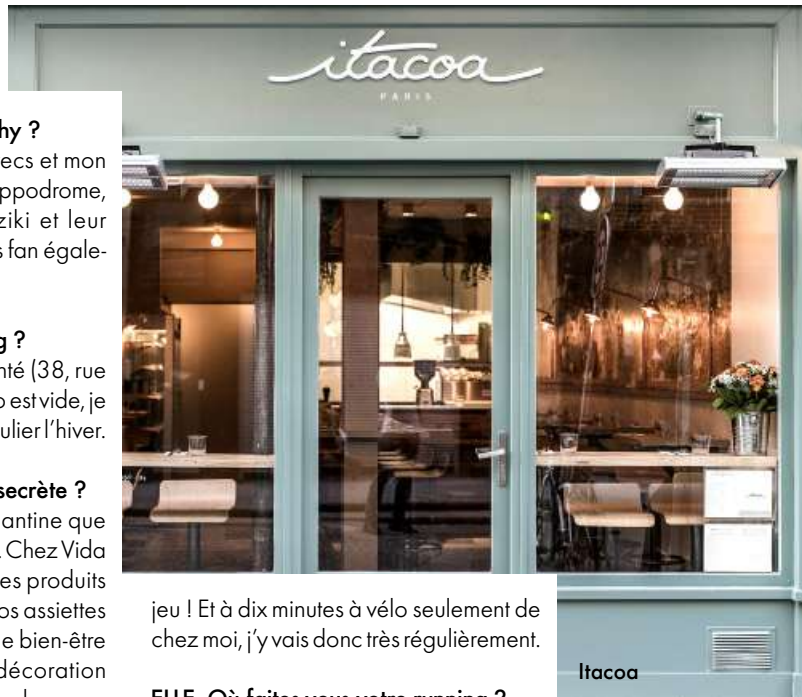 itacoa
PARIS
hy ?
ecs et mon
ppodrome,
ziki et leur
s fan égale-
g ?
nté (38, rue
o est vide, je
ulier l’hiver.
secrète ?
antine que
. Chez Vida
es produits
os assiettes
e bien-être
décoration
jeu ! Et à dix minutes à vélo seulement de
chez moi, j’y vais donc très régulièrement.
Itacoa
ELLE. Où faites-vous votre running ?